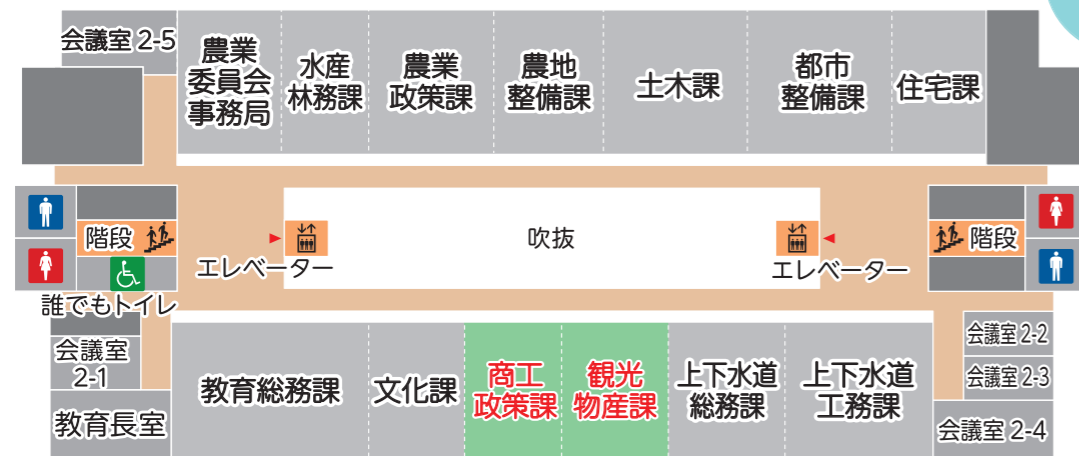 会議室 2-5
農業
委員会
事務局
水産
林務課
農業
政策課
農地
整備課
土木課
都市
整備課
住宅課
階段
エレベーター
吹抜
エレベーター
階段
誰でもトイレ
会議室
2-1
教育長室
教育総務課
文化課
商工
政策課
観光
物産課
上下水道
総務課
上下水道
工務課
会議室 2-2
会議室 2-3
会議室 2-4